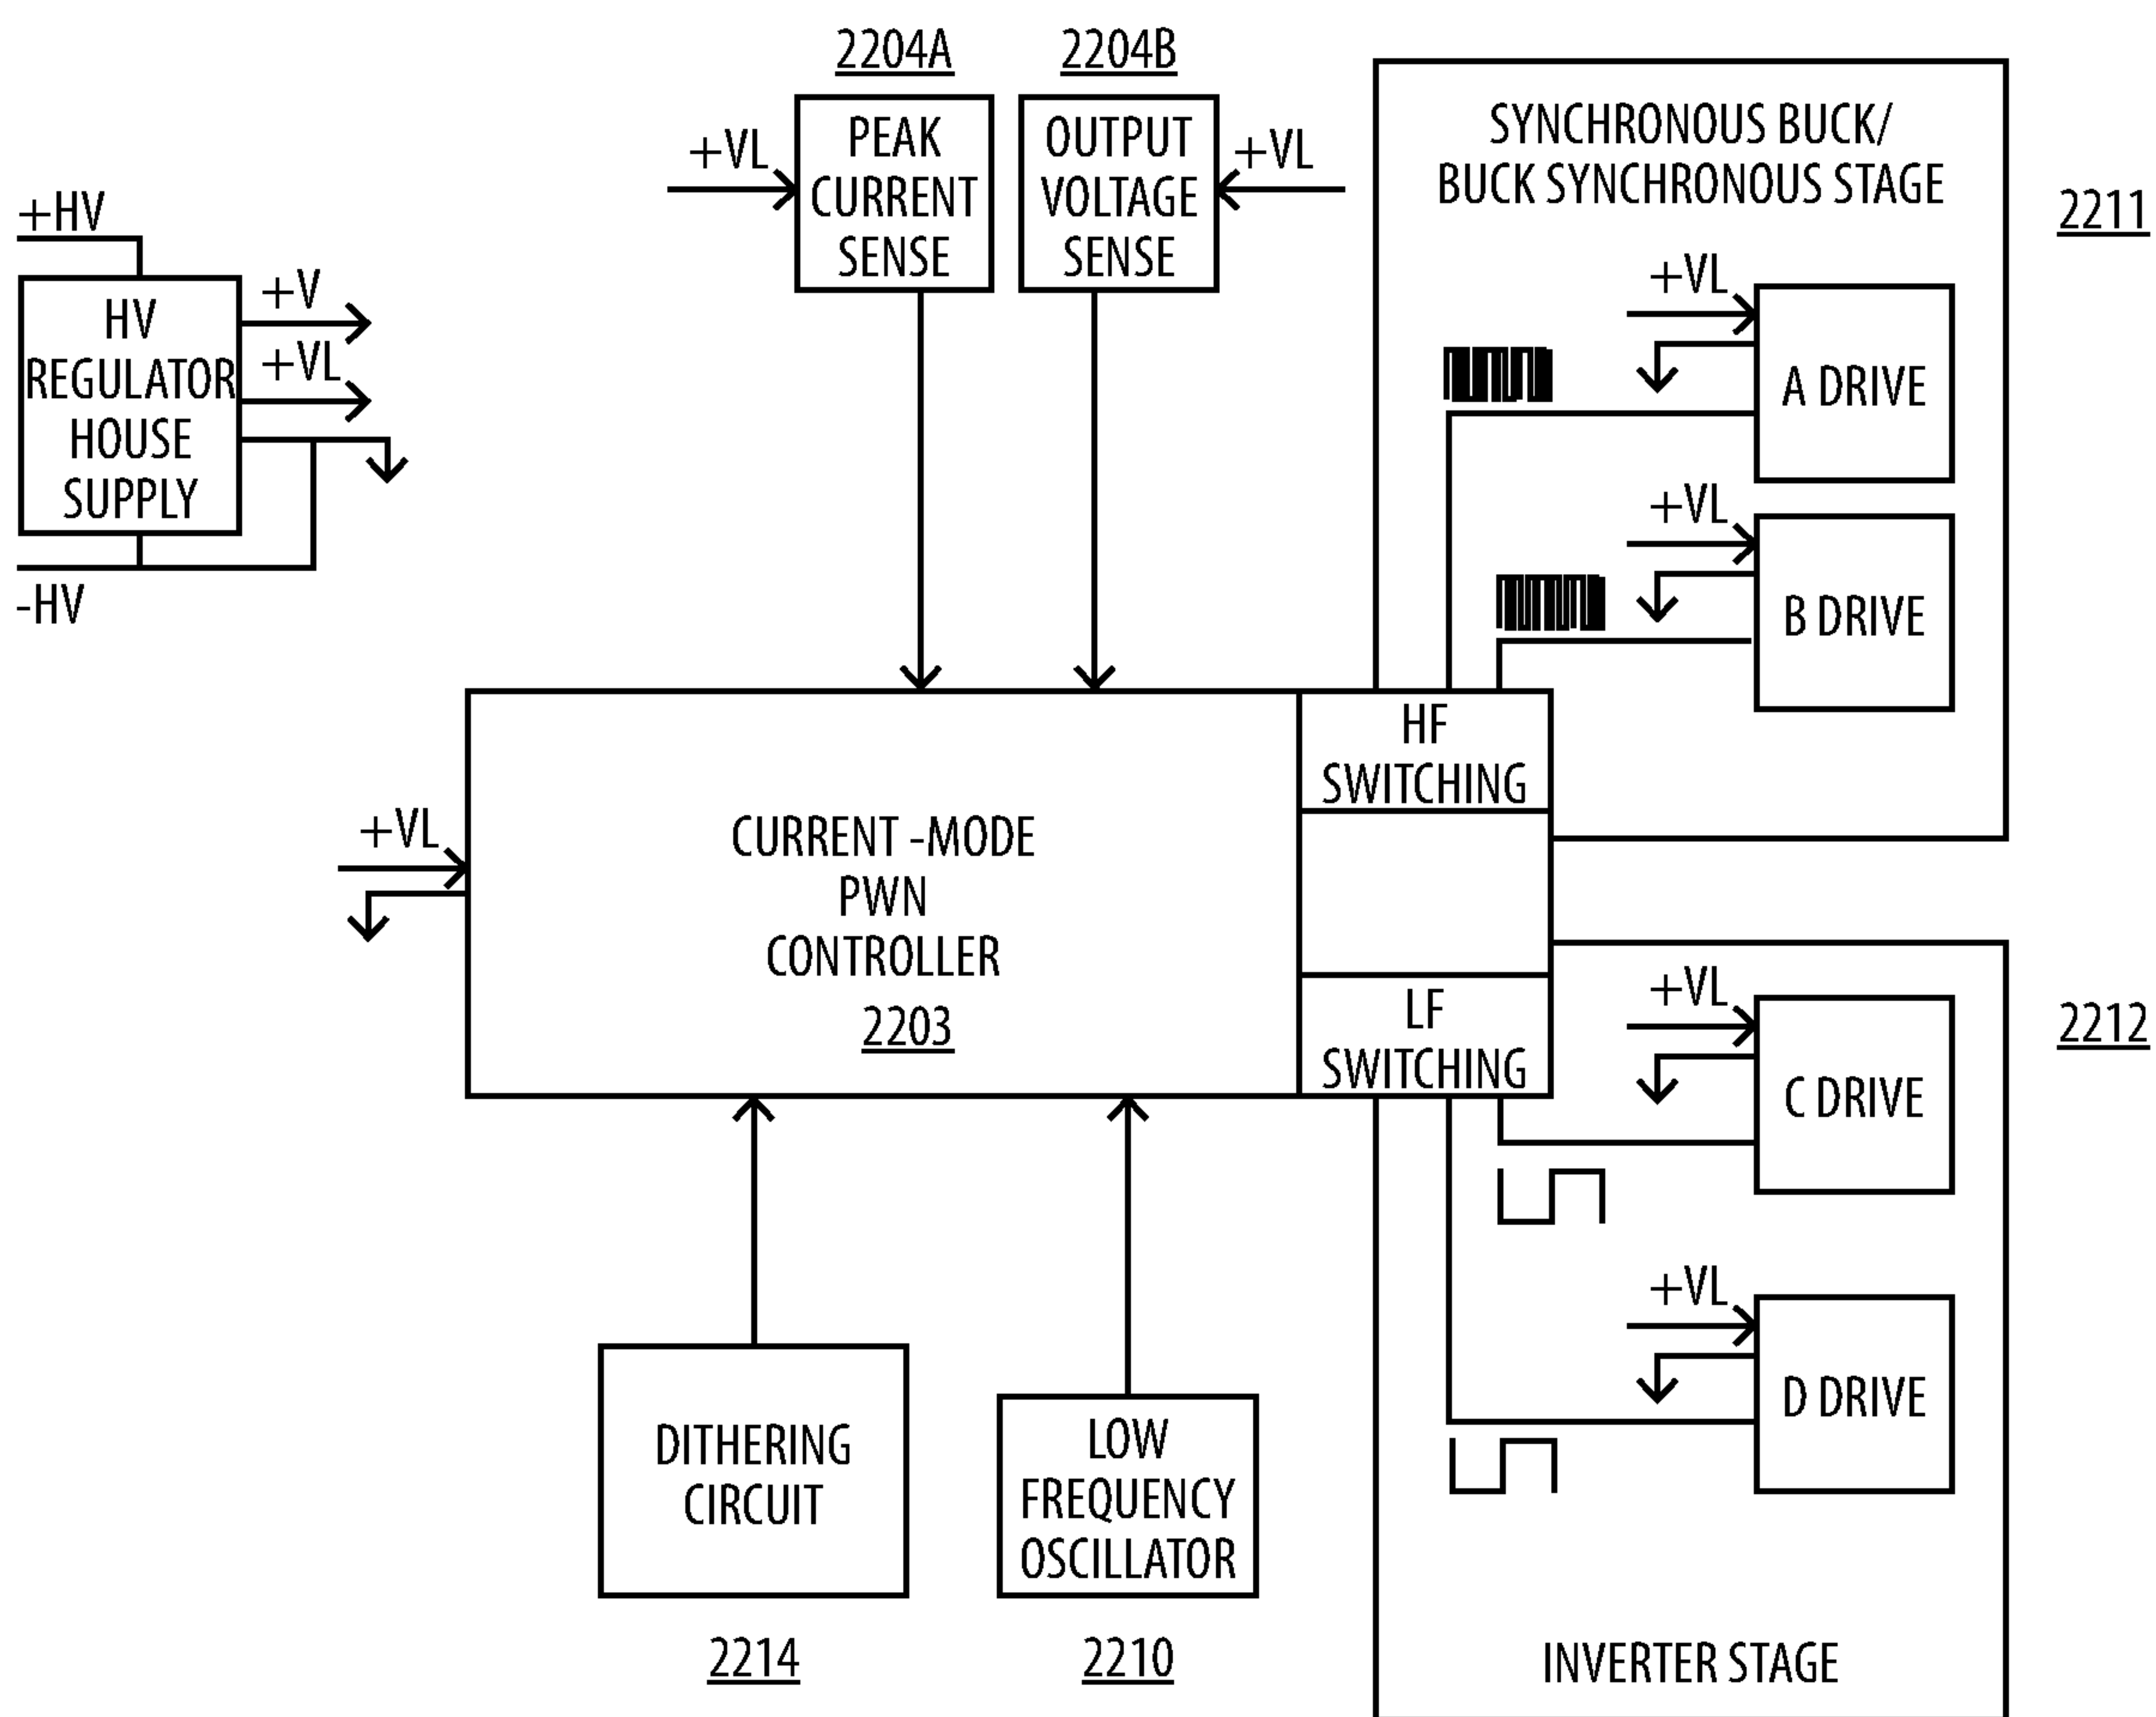 2204A
2204B
PEAK
CURRENT
SENSE
+VL
OUTPUT
VOLTAGE
SENSE
+VL
SYNCHRONOUS BUCK/
BUCK SYNCHRONOUS STAGE
2211
+HV
HV
REGULATOR
HOUSE
SUPPLY
+V
+VL
-HV
+VL
A DRIVE
+VL
B DRIVE
HF
SWITCHING
+VL
CURRENT -MODE
PWN
CONTROLLER
2203
LF
SWITCHING
+VL
C DRIVE
2212
+VL
D DRIVE
DITHERING
CIRCUIT
2214
LOW
FREQUENCY
OSCILLATOR
2210
INVERTER STAGE